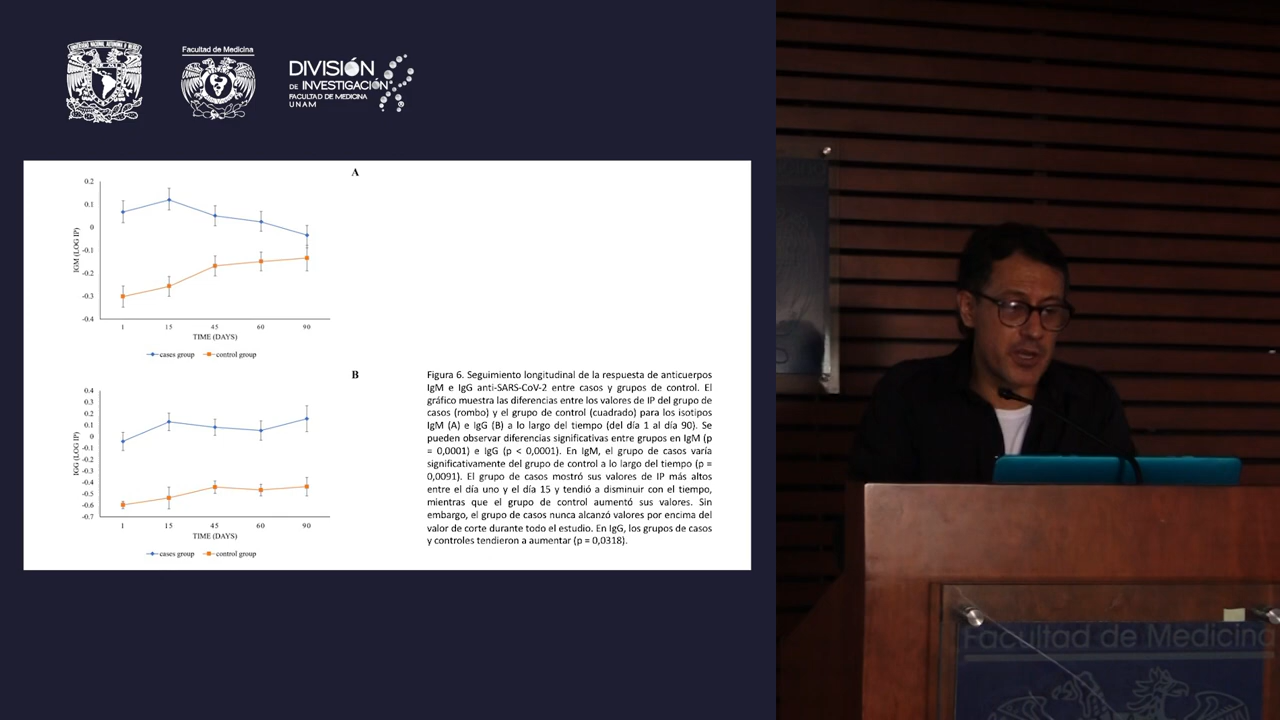 UNIVERSIDAD NACIONAL AUTONOMA DE MEXICO
Facultad de Medicina
DIVISIÓN
DE INVESTIGACIÓN
FACULTAD DE MEDICINA
UNAM
A
0.2
0.1
0
-0.1
-0.2
-0.3
-0.4
IGM (LOG IP)
1 15 45 60 90
TIME (DAYS)
cases group control group
B
0.4
0.3
0.2
0.1
0
-0.1
-0.2
-0.3
-0.4
-0.5
-0.6
-0.7
IGG (LOG IP)
1 15 45 60 90
TIME (DAYS)
cases group control group
Figura 6. Seguimiento longitudinal de la respuesta de anticuerpos
IgM e IgG anti-SARS-CoV-2 entre casos y grupos de control. El
gráfico muestra las diferencias entre los valores de IP del grupo de
casos (rombo) y el grupo de control (cuadrado) para los isotipos
IgM (A) e IgG (B) a lo largo del tiempo (del día 1 al día 90). Se
pueden observar diferencias significativas entre grupos en IgM (p
= 0,0001) e IgG (p < 0,0001). En IgM, el grupo de casos varía
significativamente del grupo de control a lo largo del tiempo (p =
0,0091). El grupo de casos mostró sus valores de IP más altos
entre el día uno y el día 15 y tendió a disminuir con el tiempo,
mientras que el grupo de control aumentó sus valores. Sin
embargo, el grupo de casos nunca alcanzó valores por encima del
valor de corte durante todo el estudio. En IgG, los grupos de casos
y controles tendieron a aumentar (p = 0,0318).
Facultad de Medicina